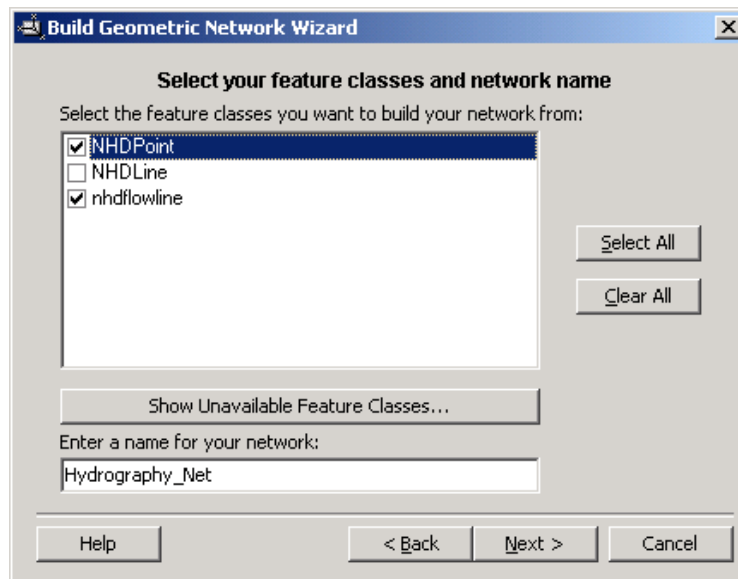 Build Geometric Network Wizard
Select your feature classes and network name
Select the feature classes you want to build your network from:
NHDPoint
NHDLine
nhdflowline
Select All
Clear All
Show Unavailable Feature Classes...
Enter a name for your network:
Hydrography_Net
Help
< Back
Next >
Cancel